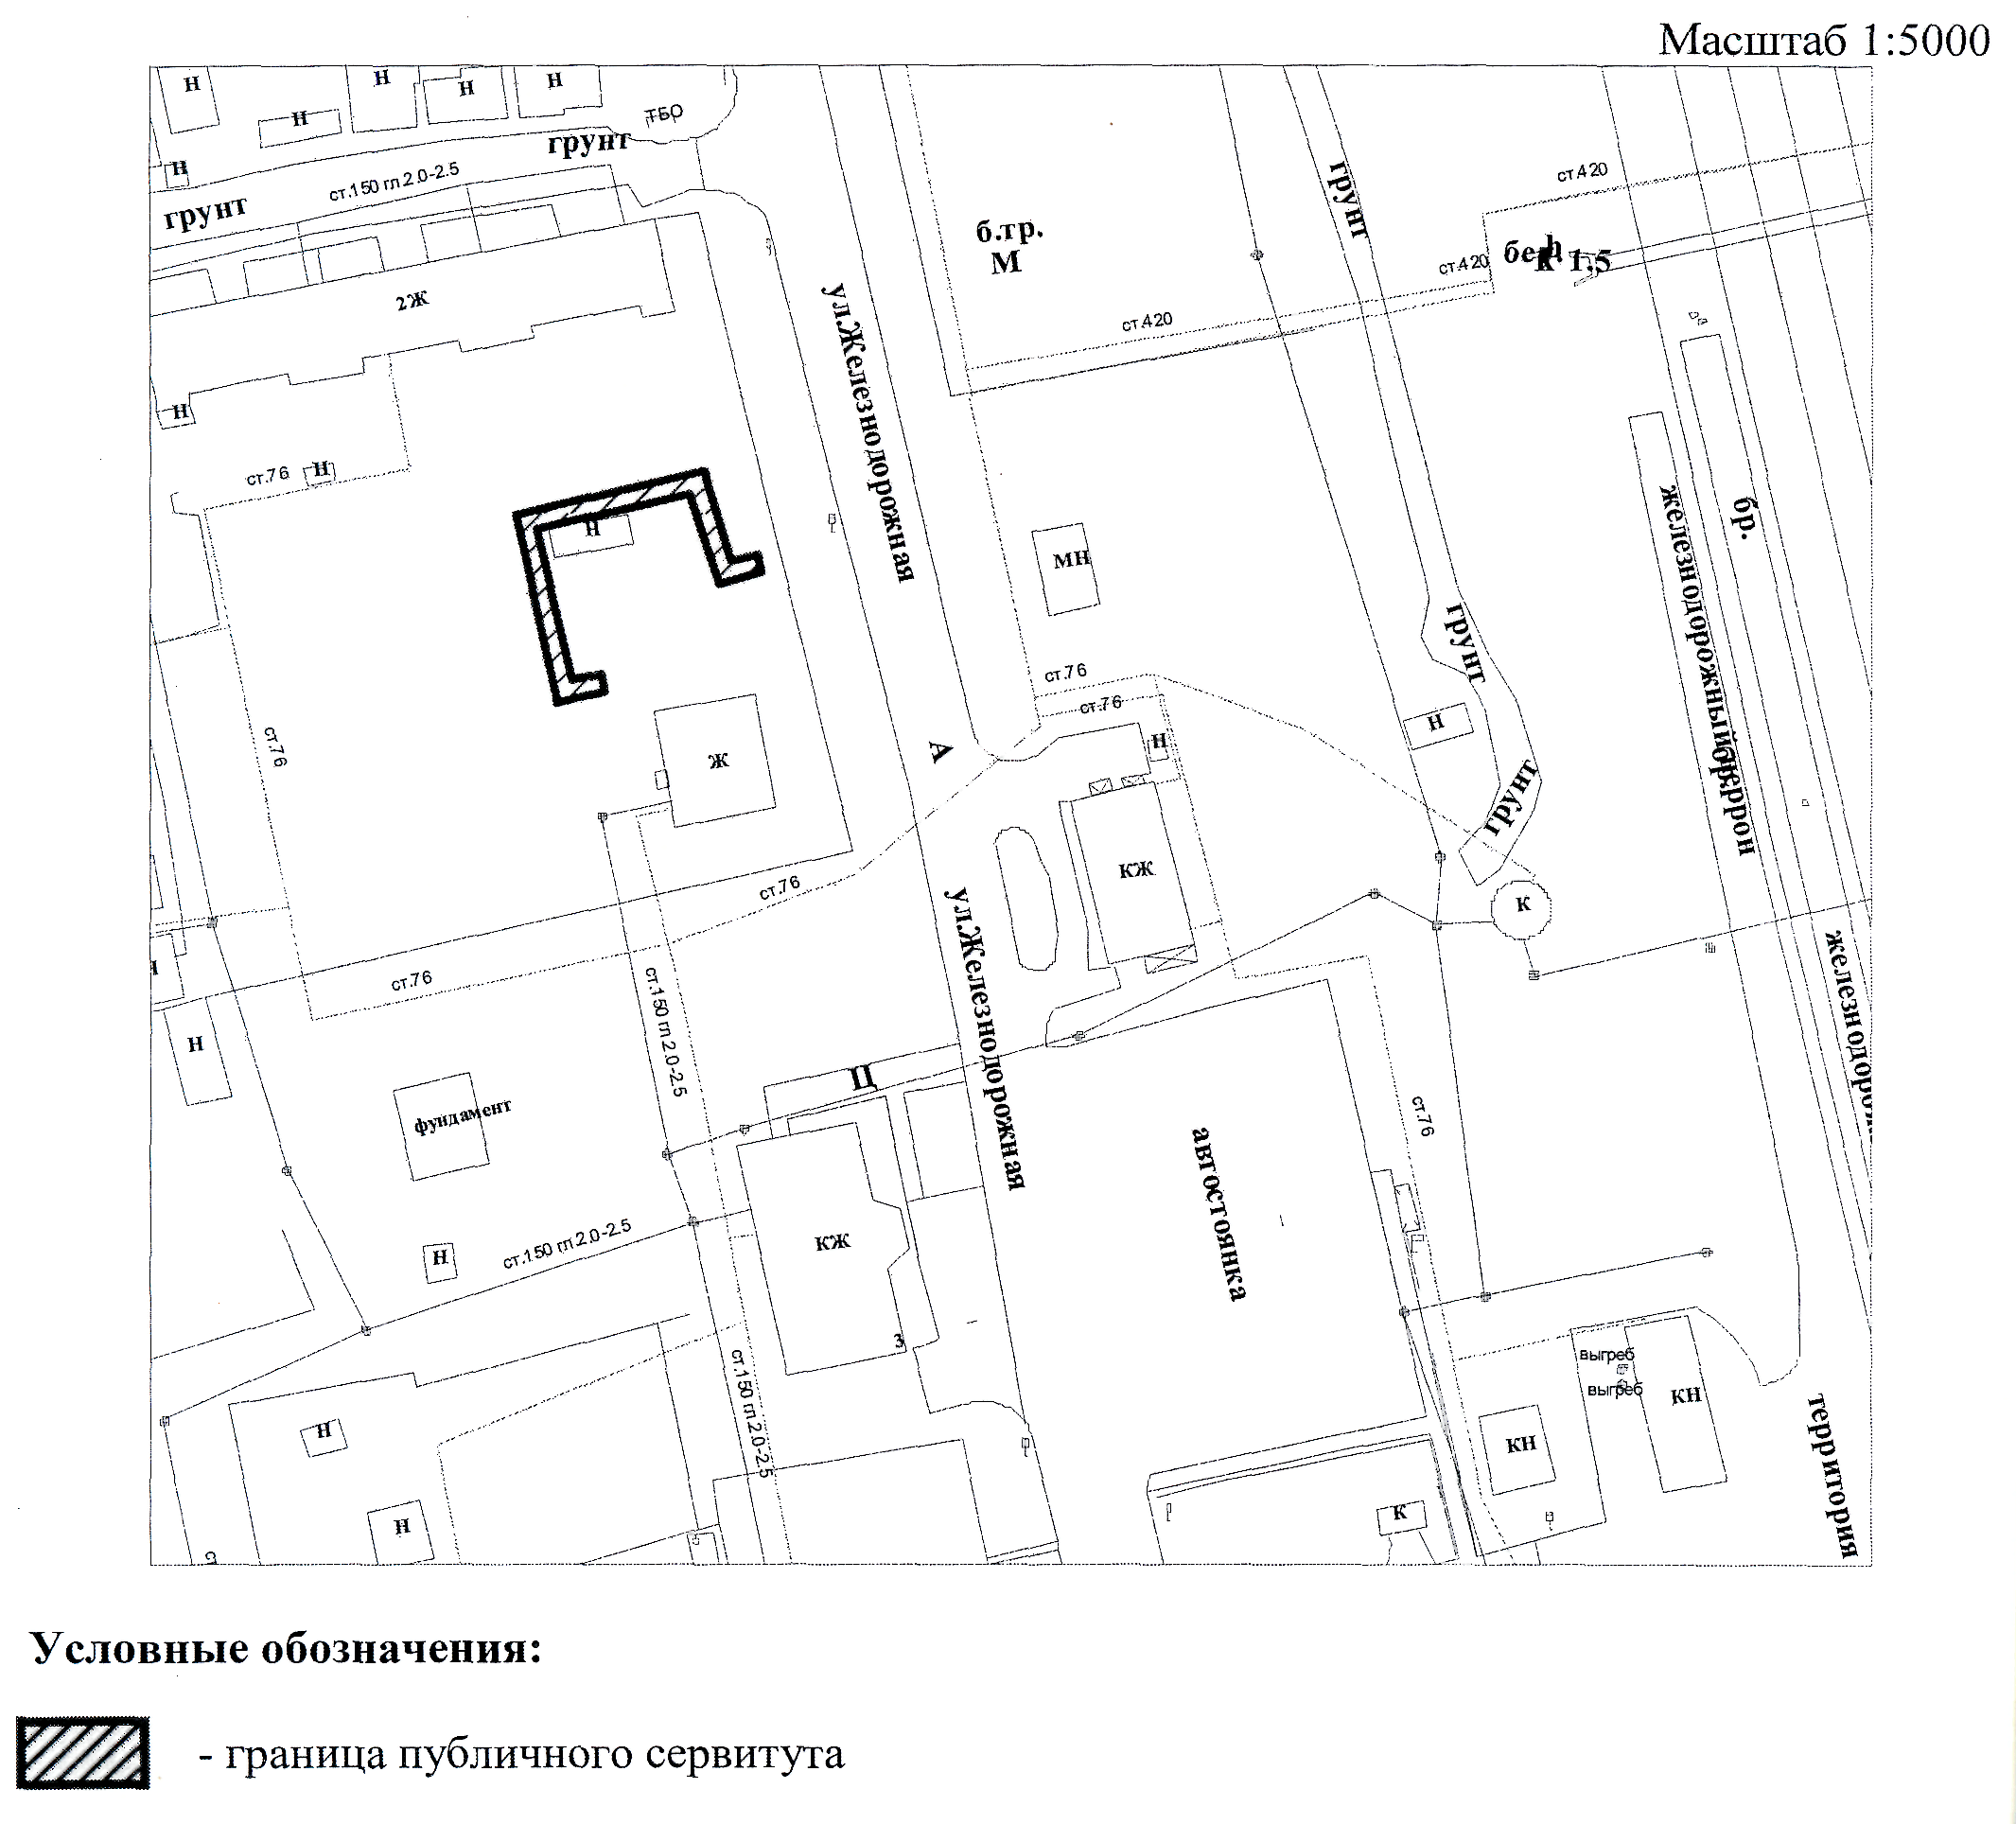 Масштаб 1:5000
Н
Н
Н
Н
Н
ТБО
грунт
Н
ст.150 гл 2.0-2.5
грунт
грунт
ст.420
б.тр.
М
ст.420
1.5
2Ж
ст.420
ул.Железнодорожная
Н
ст.76
Н
Н
МН
железнодорожный перрон
бр.
грунт
ст.76
ст.76
Н
Н
ст.76
Ж
А
грунт
КЖ
ст.76
К
ул.Железнодорожная
ст.76
ст.150 гл 2.0-2.5
Н
Ц
фундамент
ст.76
автостоянка
Н
ст.150 гл 2.0-2.5
КЖ
3
ст.150 гл 2.0-2.5
выгреб
выгреб
КН
КН
Н
Н
К
территория
Условные обозначения:
- граница публичного сервитута